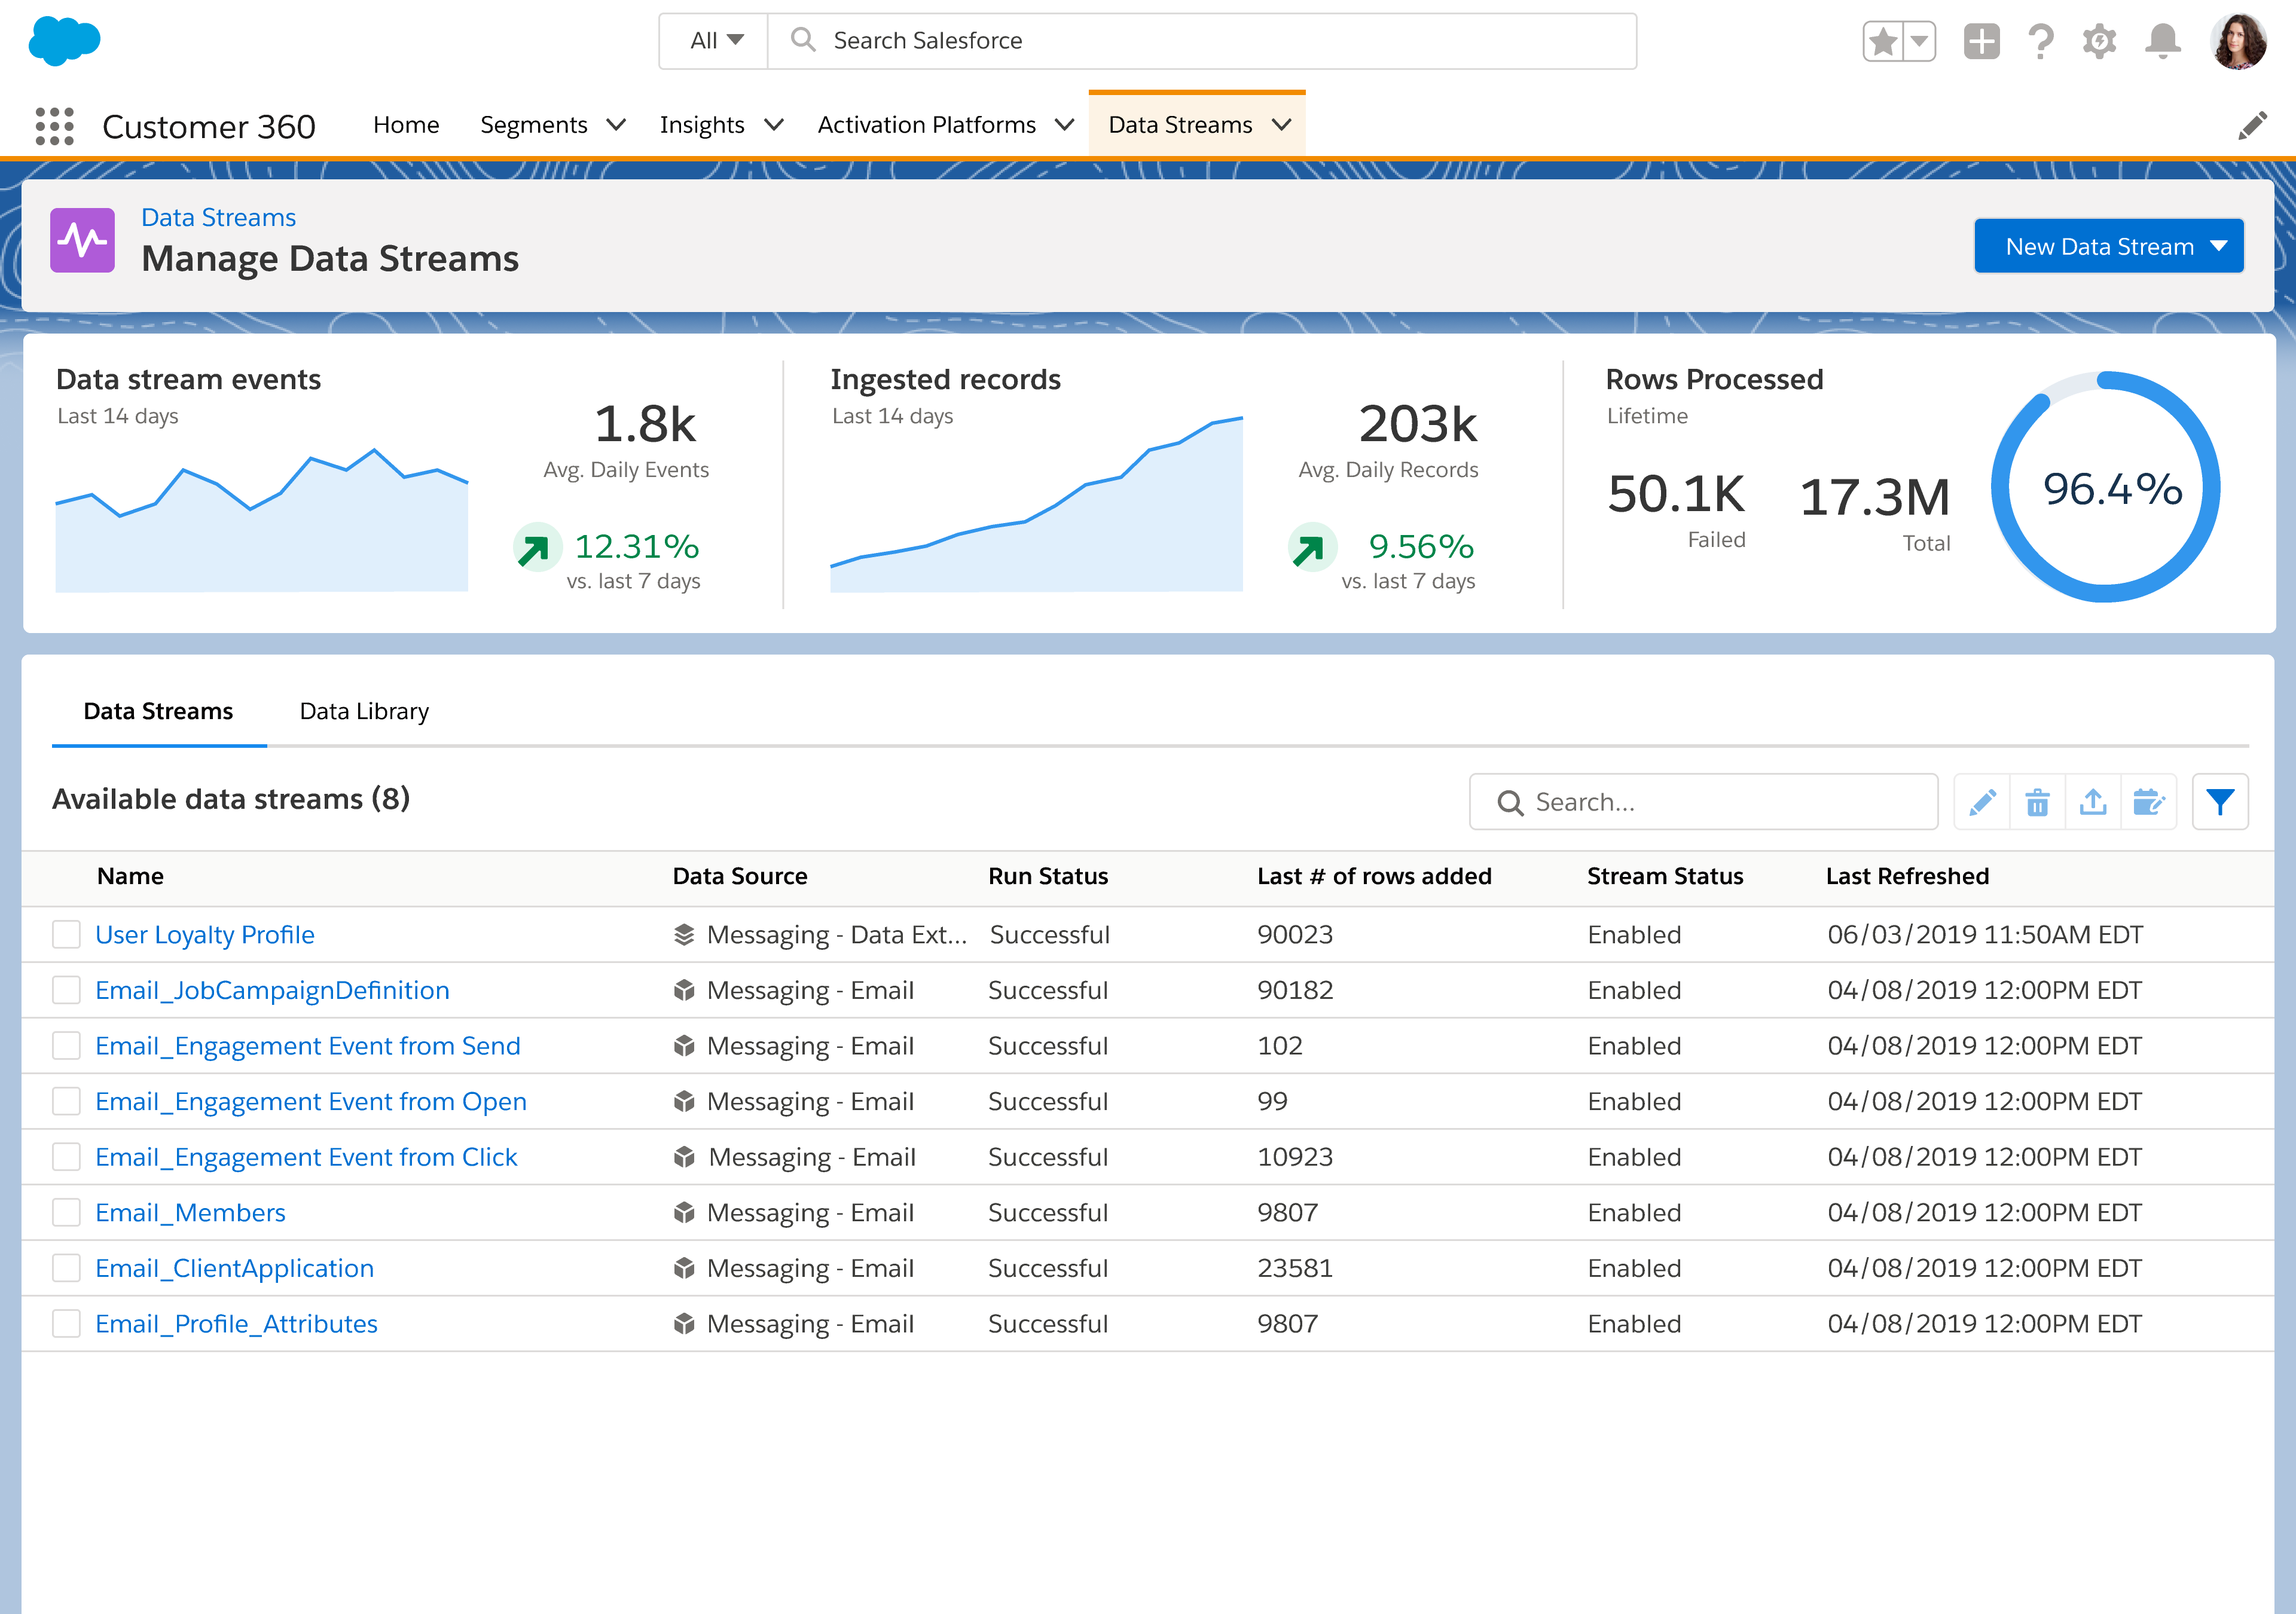 All
Search Salesforce
Customer 360
Home
Segments
Insights
Activation Platforms
Data Streams
Data Streams
Manage Data Streams
New Data Stream
Data stream events
Last 14 days
1.8k
Avg. Daily Events
12.31%
vs. last 7 days
Ingested records
Last 14 days
203k
Avg. Daily Records
9.56%
vs. last 7 days
Rows Processed
Lifetime
50.1K
Failed
17.3M
Total
96.4%
Data Streams
Data Library
Available data streams (8)
Search...
Name Data Source Run Status Last # of rows added Stream Status Last Refreshed
User Loyalty Profile Messaging - Data Ext... Successful 90023 Enabled 06/03/2019 11:50AM EDT
Email_JobCampaignDefinition Messaging - Email Successful 90182 Enabled 04/08/2019 12:00PM EDT
Email_Engagement Event from Send Messaging - Email Successful 102 Enabled 04/08/2019 12:00PM EDT
Email_Engagement Event from Open Messaging - Email Successful 99 Enabled 04/08/2019 12:00PM EDT
Email_Engagement Event from Click Messaging - Email Successful 10923 Enabled 04/08/2019 12:00PM EDT
Email_Members Messaging - Email Successful 9807 Enabled 04/08/2019 12:00PM EDT
Email_ClientApplication Messaging - Email Successful 23581 Enabled 04/08/2019 12:00PM EDT
Email_Profile_Attributes Messaging - Email Successful 9807 Enabled 04/08/2019 12:00PM EDT